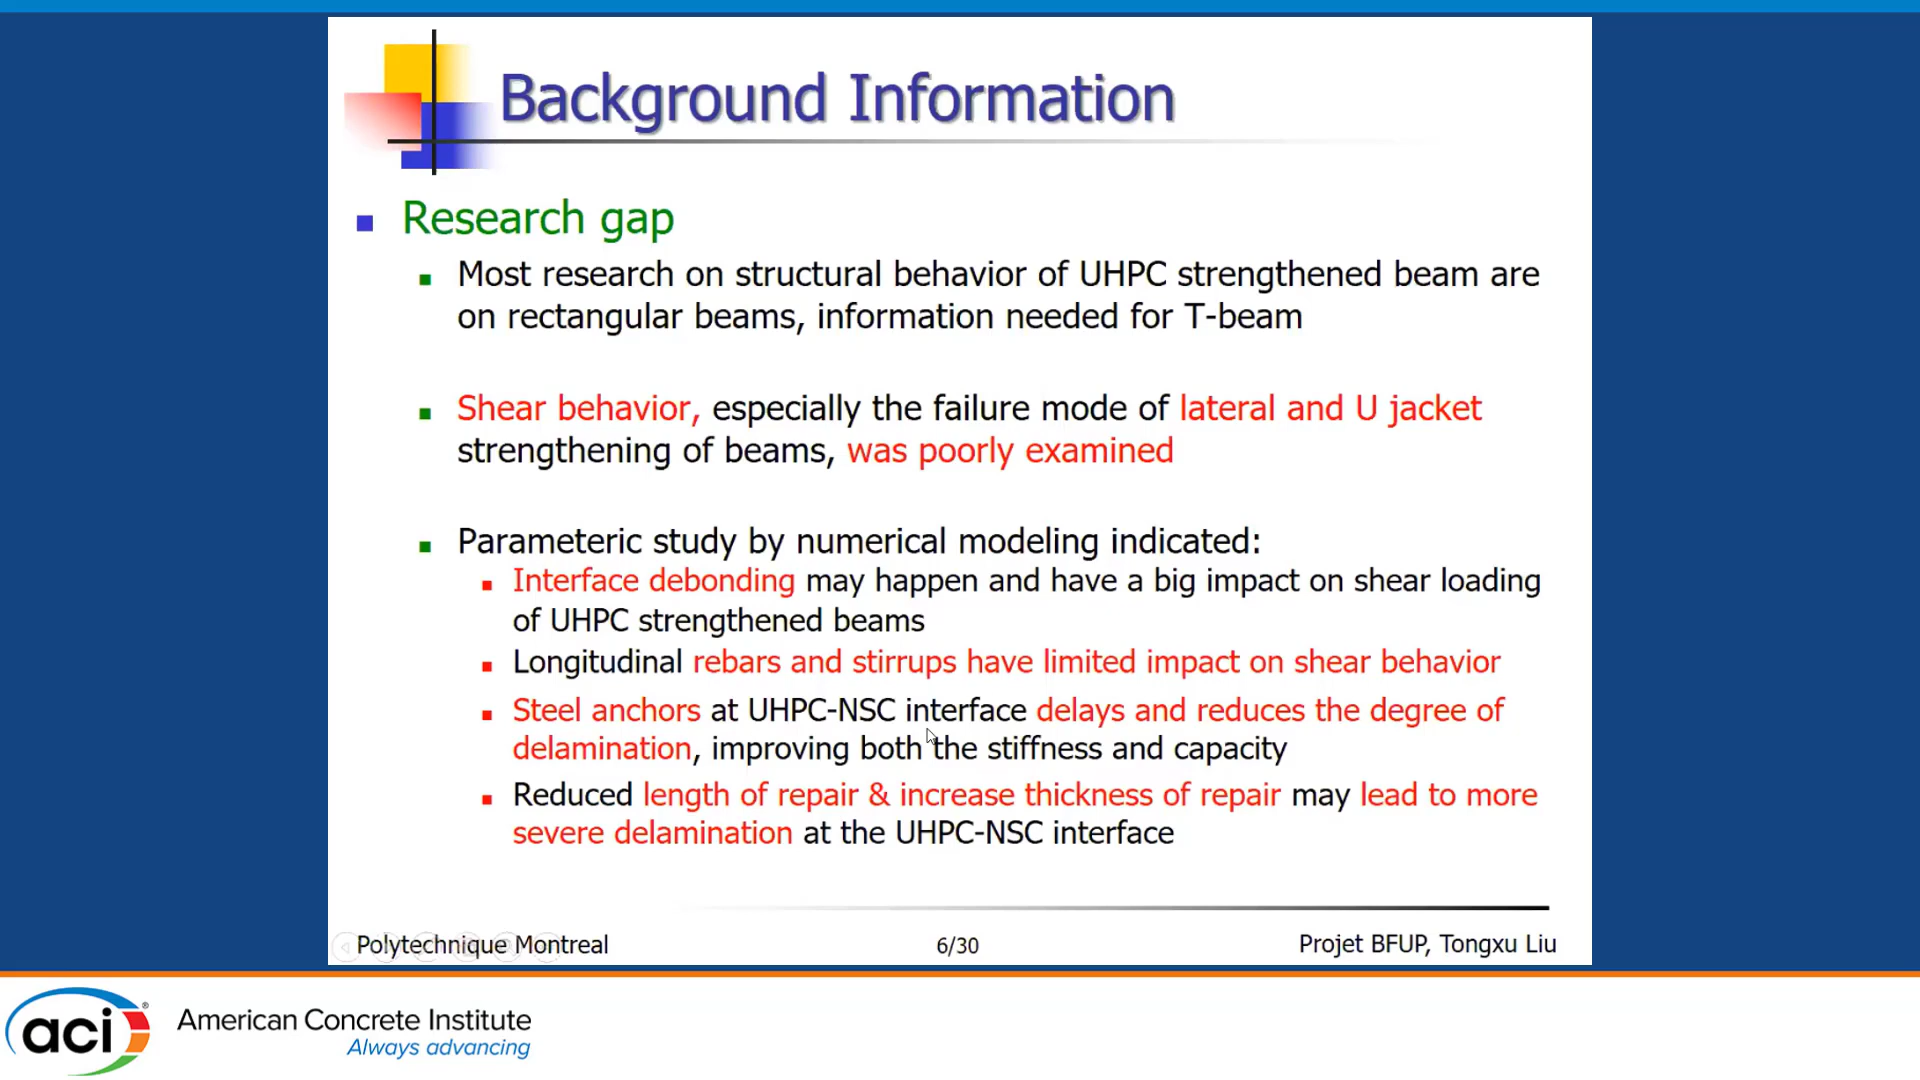 Background Information
Research gap
Most research on structural behavior of UHPC strengthened beam are
on rectangular beams, information needed for T-beam
Shear behavior, especially the failure mode of lateral and U jacket
strengthening of beams, was poorly examined
Parameteric study by numerical modeling indicated:
Interface debonding may happen and have a big impact on shear loading
of UHPC strengthened beams
Longitudinal rebars and stirrups have limited impact on shear behavior
Steel anchors at UHPC-NSC interface delays and reduces the degree of
delamination, improving both the stiffness and capacity
Reduced length of repair & increase thickness of repair may lead to more
severe delamination at the UHPC-NSC interface
Polytechnique Montreal
6/30
Projet BFUP, Tongxu Liu
aci®
American Concrete Institute
Always advancing